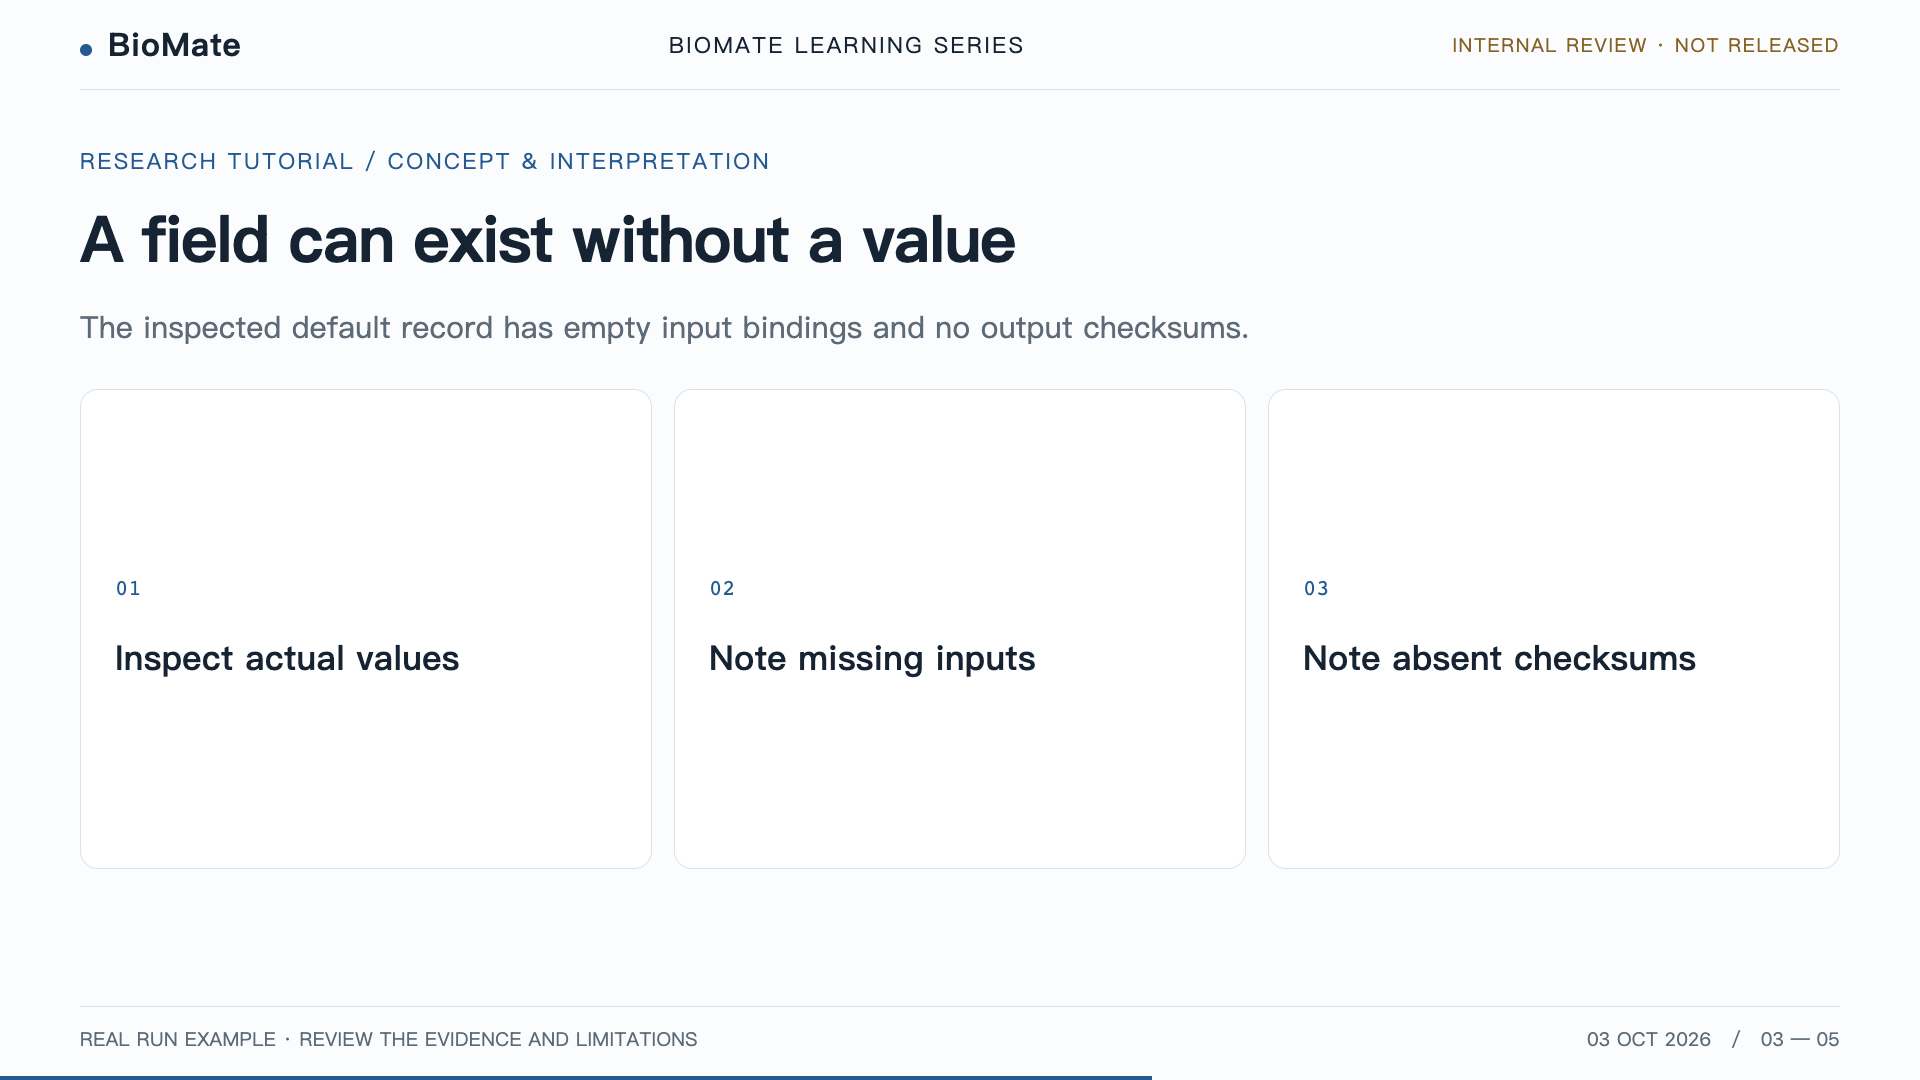 BioMate
BIOMATE LEARNING SERIES
INTERNAL REVIEW · NOT RELEASED
RESEARCH TUTORIAL / CONCEPT & INTERPRETATION
A field can exist without a value
The inspected default record has empty input bindings and no output checksums.
01
Inspect actual values
02
Note missing inputs
03
Note absent checksums
REAL RUN EXAMPLE · REVIEW THE EVIDENCE AND LIMITATIONS
03 OCT 2026 / 03 — 05